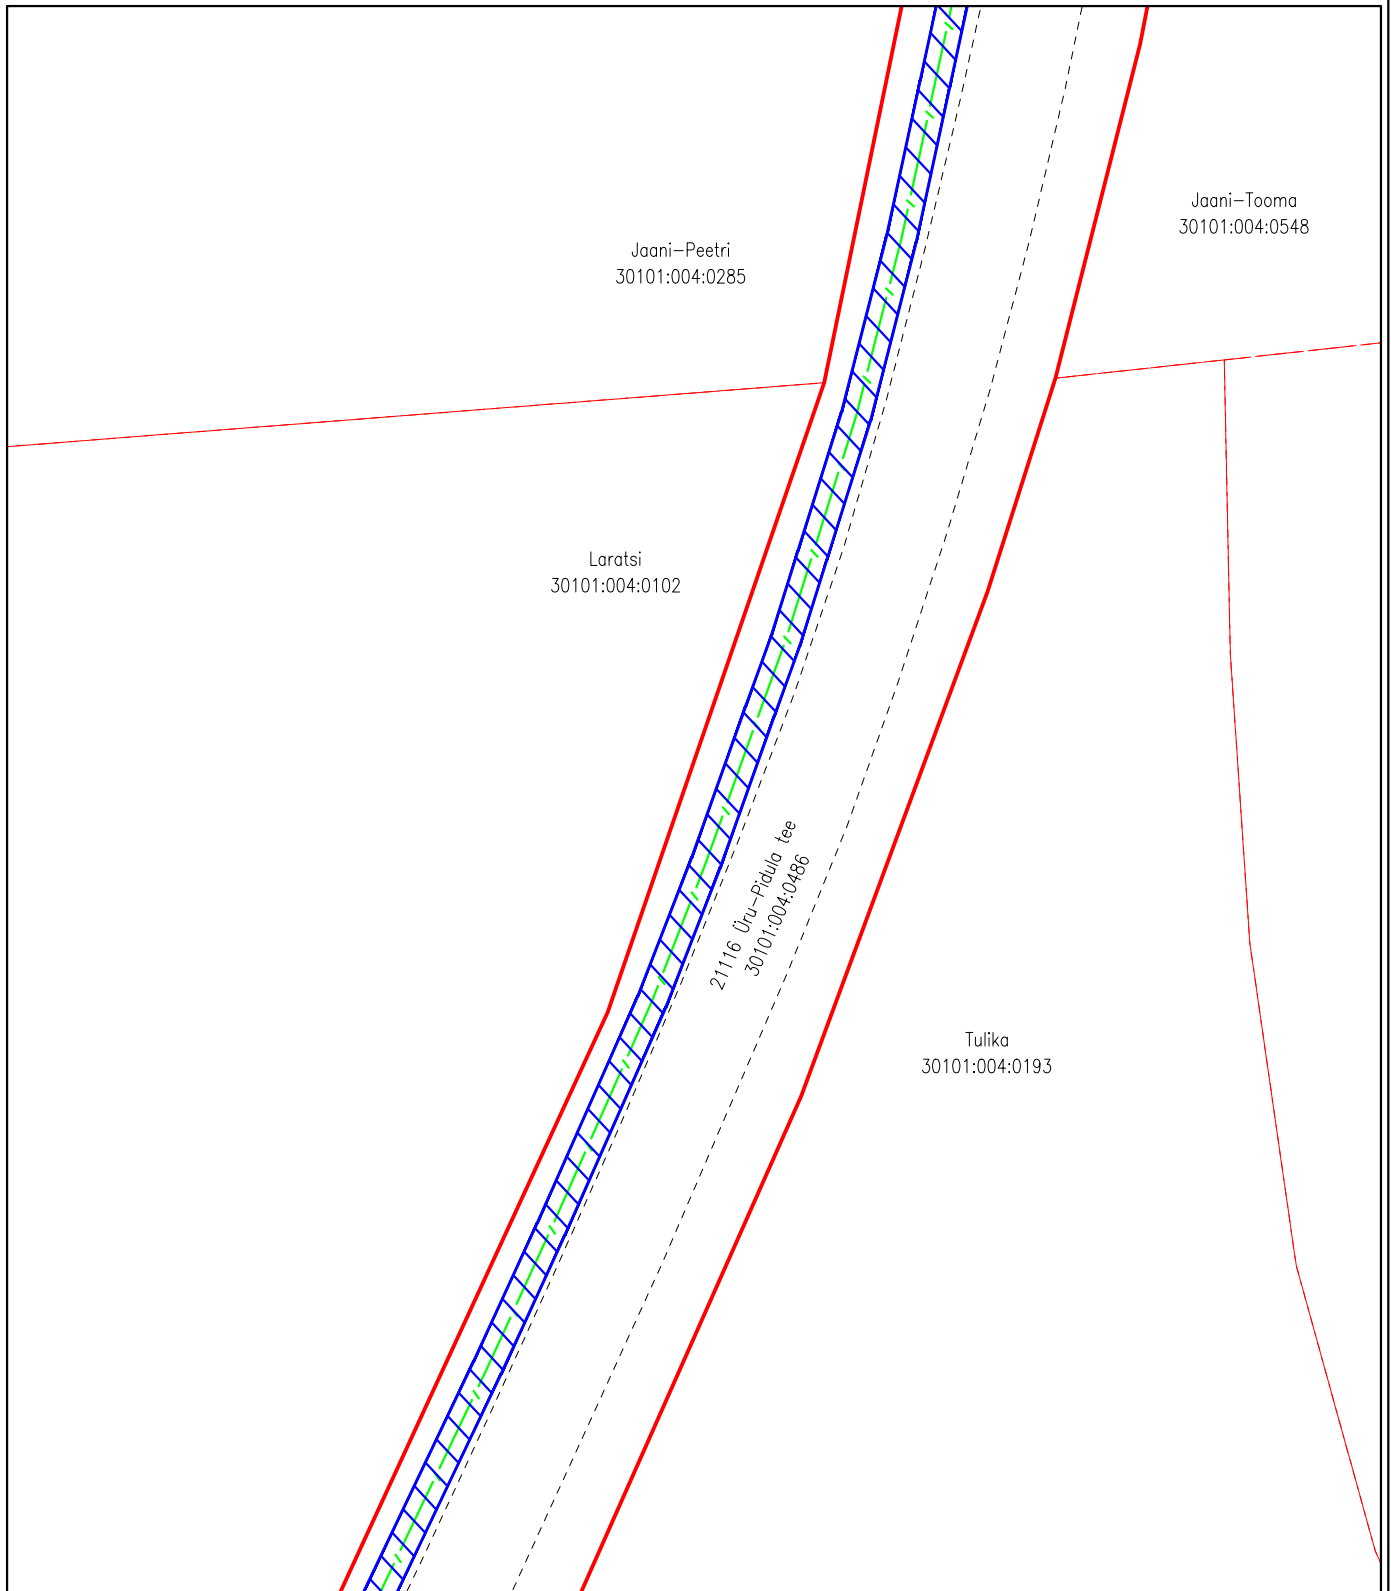 Jaani-Tooma
30101:004:0548
Jaani-Peetri
30101:004:0285
Laratsi
30101:004:0102
21116 Üru-Pidula tee
30101:004:0486
Tulika
30101:004:0193